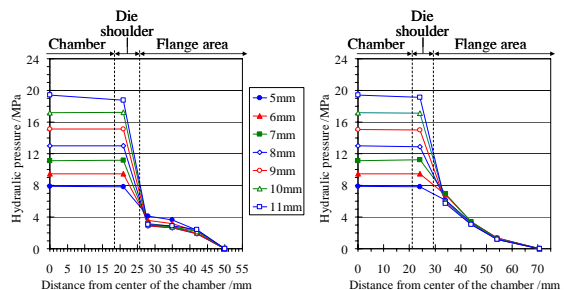 Die
shoulder
Chamber
Flange area
24
20
16
12
8
4
0
Hydraulic pressure /MPa
0 5 10 15 20 25 30 35 40 45 50 55
Distance from center of the chamber /mm
5mm
6mm
7mm
8mm
9mm
10mm
11mm
Die
shoulder
Chamber
Flange area
24
20
16
12
8
4
0
Hydraulic pressure /MPa
0 10 20 30 40 50 60 70
Distance from center of the chamber /mm